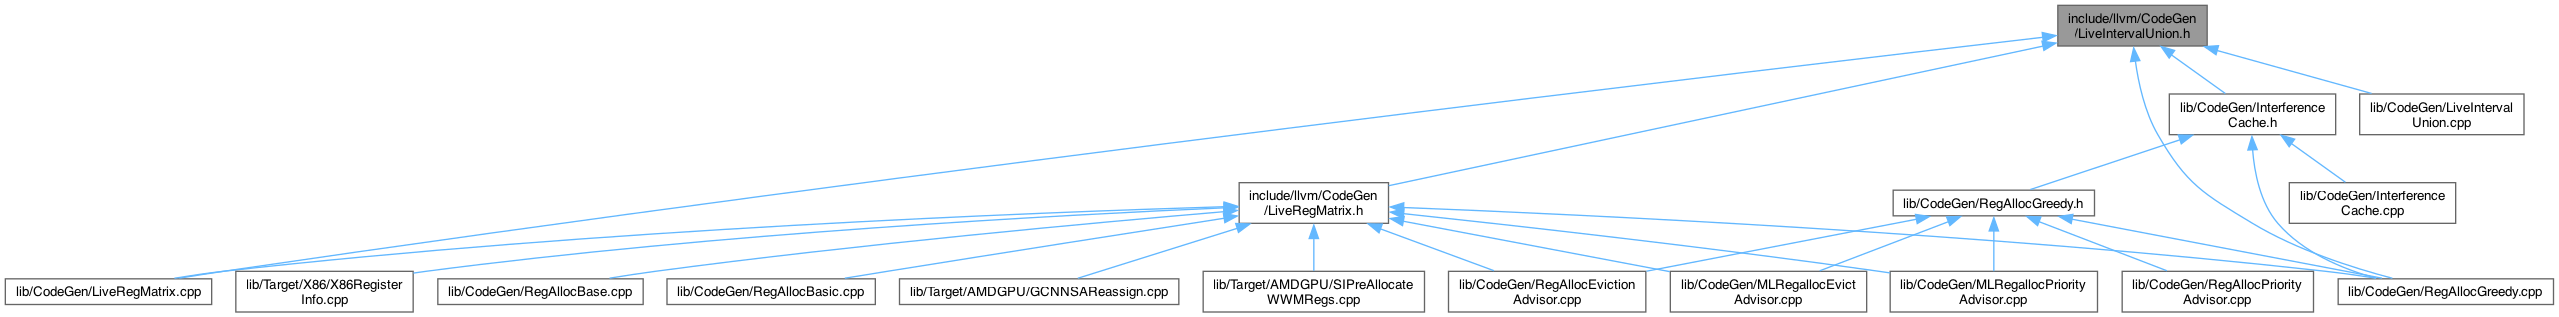 include/llvm/CodeGen
/LiveIntervalUnion.h
lib/CodeGen/Interference
Cache.h
lib/CodeGen/LiveInterval
Union.cpp
include/llvm/CodeGen
/LiveRegMatrix.h
lib/CodeGen/RegAllocGreedy.h
lib/CodeGen/Interference
Cache.cpp
lib/CodeGen/LiveRegMatrix.cpp
lib/Target/X86/X86Register
Info.cpp
lib/CodeGen/RegAllocBase.cpp
lib/CodeGen/RegAllocBasic.cpp
lib/Target/AMDGPU/GCNNSAReassign.cpp
lib/Target/AMDGPU/SIPreAllocate
WWMRegs.cpp
lib/CodeGen/RegAllocEviction
Advisor.cpp
lib/CodeGen/MLRegallocEvict
Advisor.cpp
lib/CodeGen/MLRegallocPriority
Advisor.cpp
lib/CodeGen/RegAllocPriority
Advisor.cpp
lib/CodeGen/RegAllocGreedy.cpp